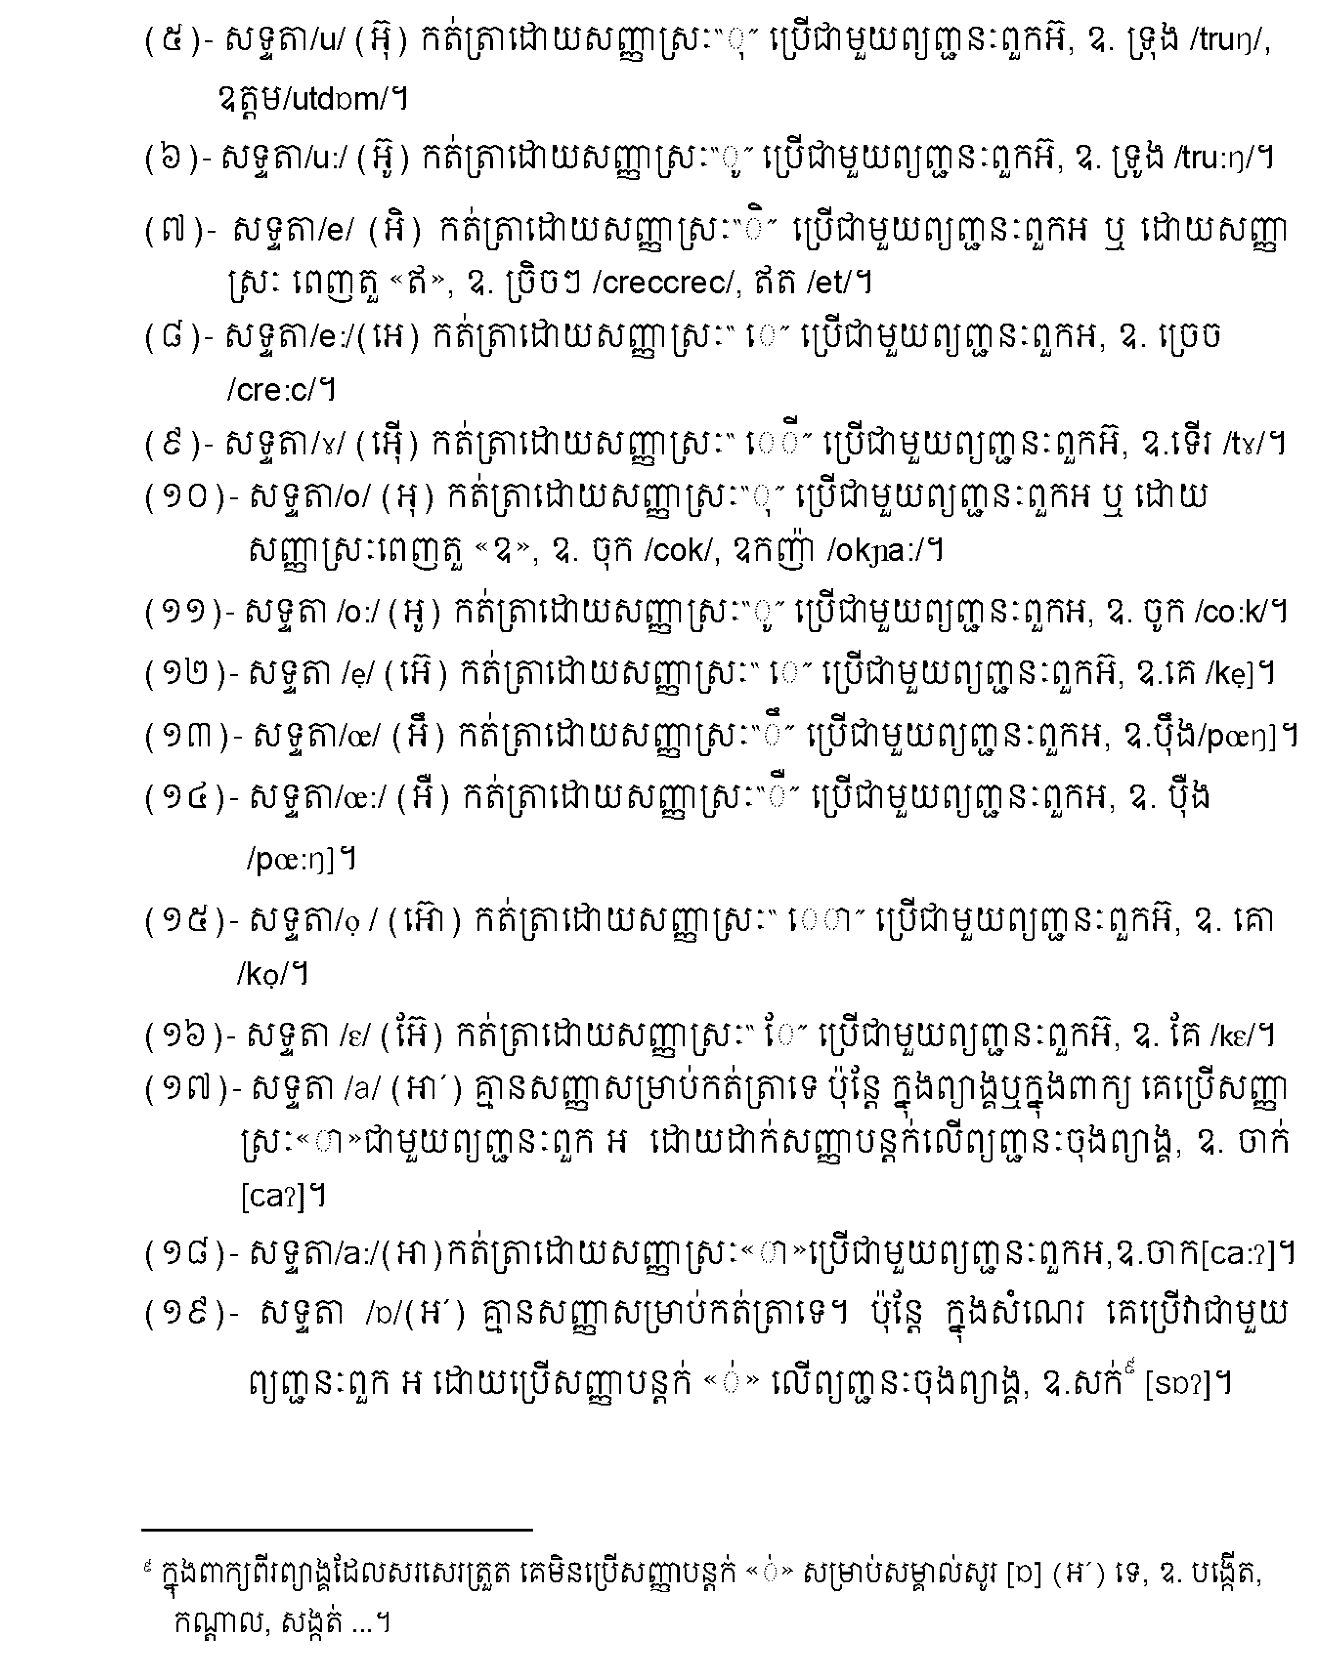 (៥)- សទ្ទតា/u/ (អ៊ុ) កត់ត្រាដោយសញ្ញាស្រៈ“ុ” ប្រើជាមួយព្យញ្ជនៈពួកអ៊, ឧ. ទ្រុង /truŋ/,
ឧត្តម/utdɒm/។
(៦)- សទ្ទតា/u:/ (អ៊ូ) កត់ត្រាដោយសញ្ញាស្រៈ“ូ” ប្រើជាមួយព្យញ្ជនៈពួកអ៊, ឧ. ទ្រូង /tru:ŋ/។
(៧)- សទ្ទតា/e/ (អិ) កត់ត្រាដោយសញ្ញាស្រៈ“ិ” ប្រើជាមួយព្យញ្ជនៈពួកអ ឬ ដោយសញ្ញា
ស្រៈ ពេញតួ «ឥ», ឧ. ច្រិចៗ /creccrec/, ឥត /et/។
(៨)- សទ្ទតា/e:/(អេ) កត់ត្រាដោយសញ្ញាស្រៈ“ េ” ប្រើជាមួយព្យញ្ជនៈពួកអ, ឧ. ច្រេច
/cre:c/។
(៩)- សទ្ទតា/ɤ/ (អ៊ើ) កត់ត្រាដោយសញ្ញាស្រៈ“ ើ” ប្រើជាមួយព្យញ្ជនៈពួកអ៊, ឧ.ទើរ /tɤ/។
(១០)- សទ្ទតា/o/ (អុ) កត់ត្រាដោយសញ្ញាស្រៈ“ុ” ប្រើជាមួយព្យញ្ជនៈពួកអ ឬ ដោយ
សញ្ញាស្រៈពេញតួ «ឧ», ឧ. ចុក /cok/, ឧកញ៉ា /okɲa:/។
(១១)- សទ្ទតា /o:/ (អូ) កត់ត្រាដោយសញ្ញាស្រៈ“ូ” ប្រើជាមួយព្យញ្ជនៈពួកអ, ឧ. ចូក /co:k/។
(១២)- សទ្ទតា /ẹ/ (អ៊េ) កត់ត្រាដោយសញ្ញាស្រៈ“ េ” ប្រើជាមួយព្យញ្ជនៈពួកអ៊, ឧ.គេ /kẹ]។
(១៣)- សទ្ទតា/œ/ (អឹ) កត់ត្រាដោយសញ្ញាស្រៈ“ឹ” ប្រើជាមួយព្យញ្ជនៈពួកអ, ឧ.ប៉ឹង/pœŋ]។
(១៤)- សទ្ទតា/œ:/ (អឺ) កត់ត្រាដោយសញ្ញាស្រៈ“ឺ” ប្រើជាមួយព្យញ្ជនៈពួកអ, ឧ. ប៉ឺង
/pœ:ŋ]។
(១៥)- សទ្ទតា/ọ / (អ៊ោ) កត់ត្រាដោយសញ្ញាស្រៈ“ ោ” ប្រើជាមួយព្យញ្ជនៈពួកអ៊, ឧ. គោ
/kọ/។
(១៦)- សទ្ទតា /ɛ/ (អ៊ែ) កត់ត្រាដោយសញ្ញាស្រៈ“ ែ” ប្រើជាមួយព្យញ្ជនៈពួកអ៊, ឧ. គែ /kɛ/។
(១៧)- សទ្ទតា /a/ (អា´) គ្មានសញ្ញាសម្រាប់កត់ត្រាទេ ប៉ុន្តែ ក្នុងព្យាង្គឬក្នុងពាក្យ គេប្រើសញ្ញា
ស្រៈ«ា»ជាមួយព្យញ្ជនៈពួក អ ដោយដាក់សញ្ញាបន្តក់លើព្យញ្ជនៈចុងព្យាង្គ, ឧ. ចាក់
[caʔ]។
(១៨)- សទ្ទតា/a:/(អា)កត់ត្រាដោយសញ្ញាស្រៈ«ា»ប្រើជាមួយព្យញ្ជនៈពួកអ,ឧ.ចាក[ca:ʔ]។
(១៩)- សទ្ទតា /ɒ/(អ´) គ្មានសញ្ញាសម្រាប់កត់ត្រាទេ។ ប៉ុន្តែ ក្នុងសំណេរ គេប្រើវាជាមួយ
ព្យញ្ជនៈពួក អ ដោយប្រើសញ្ញាបន្តក់ «់» លើព្យញ្ជនៈចុងព្យាង្គ, ឧ.សក់៩ [sɒʔ]។
៩ ក្នុងពាក្យពីរព្យាង្គដែលសរសេរត្រួត គេមិនប្រើសញ្ញាបន្តក់ «់» សម្រាប់សម្គាល់សូរ [ɒ] (អ´) ទេ, ឧ. បង្កើត,
កណ្តាល, សង្កត់ ...។